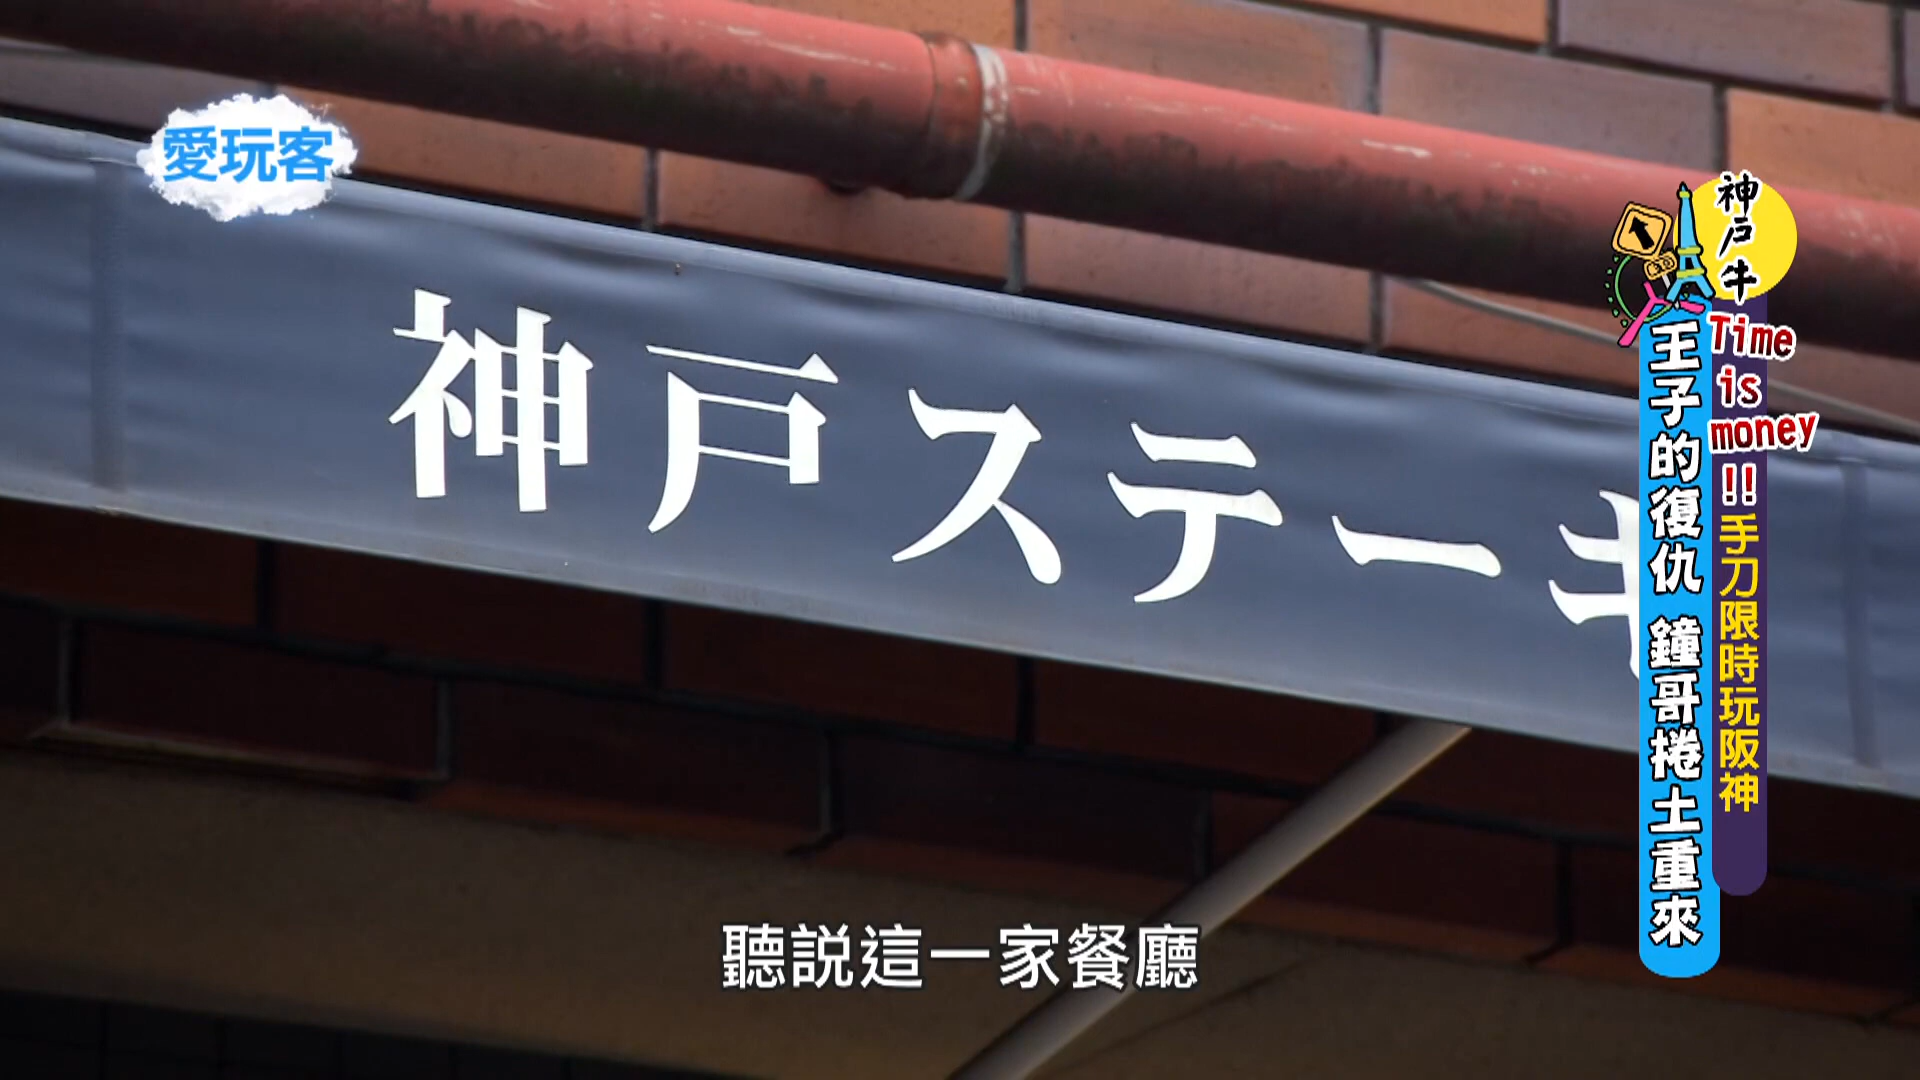 愛玩客
神戸ステーキ
神戶牛
Time
is
money
!!手刀限時玩阪神
王子的復仇 鐘哥捲土重來
聽説這一家餐廳